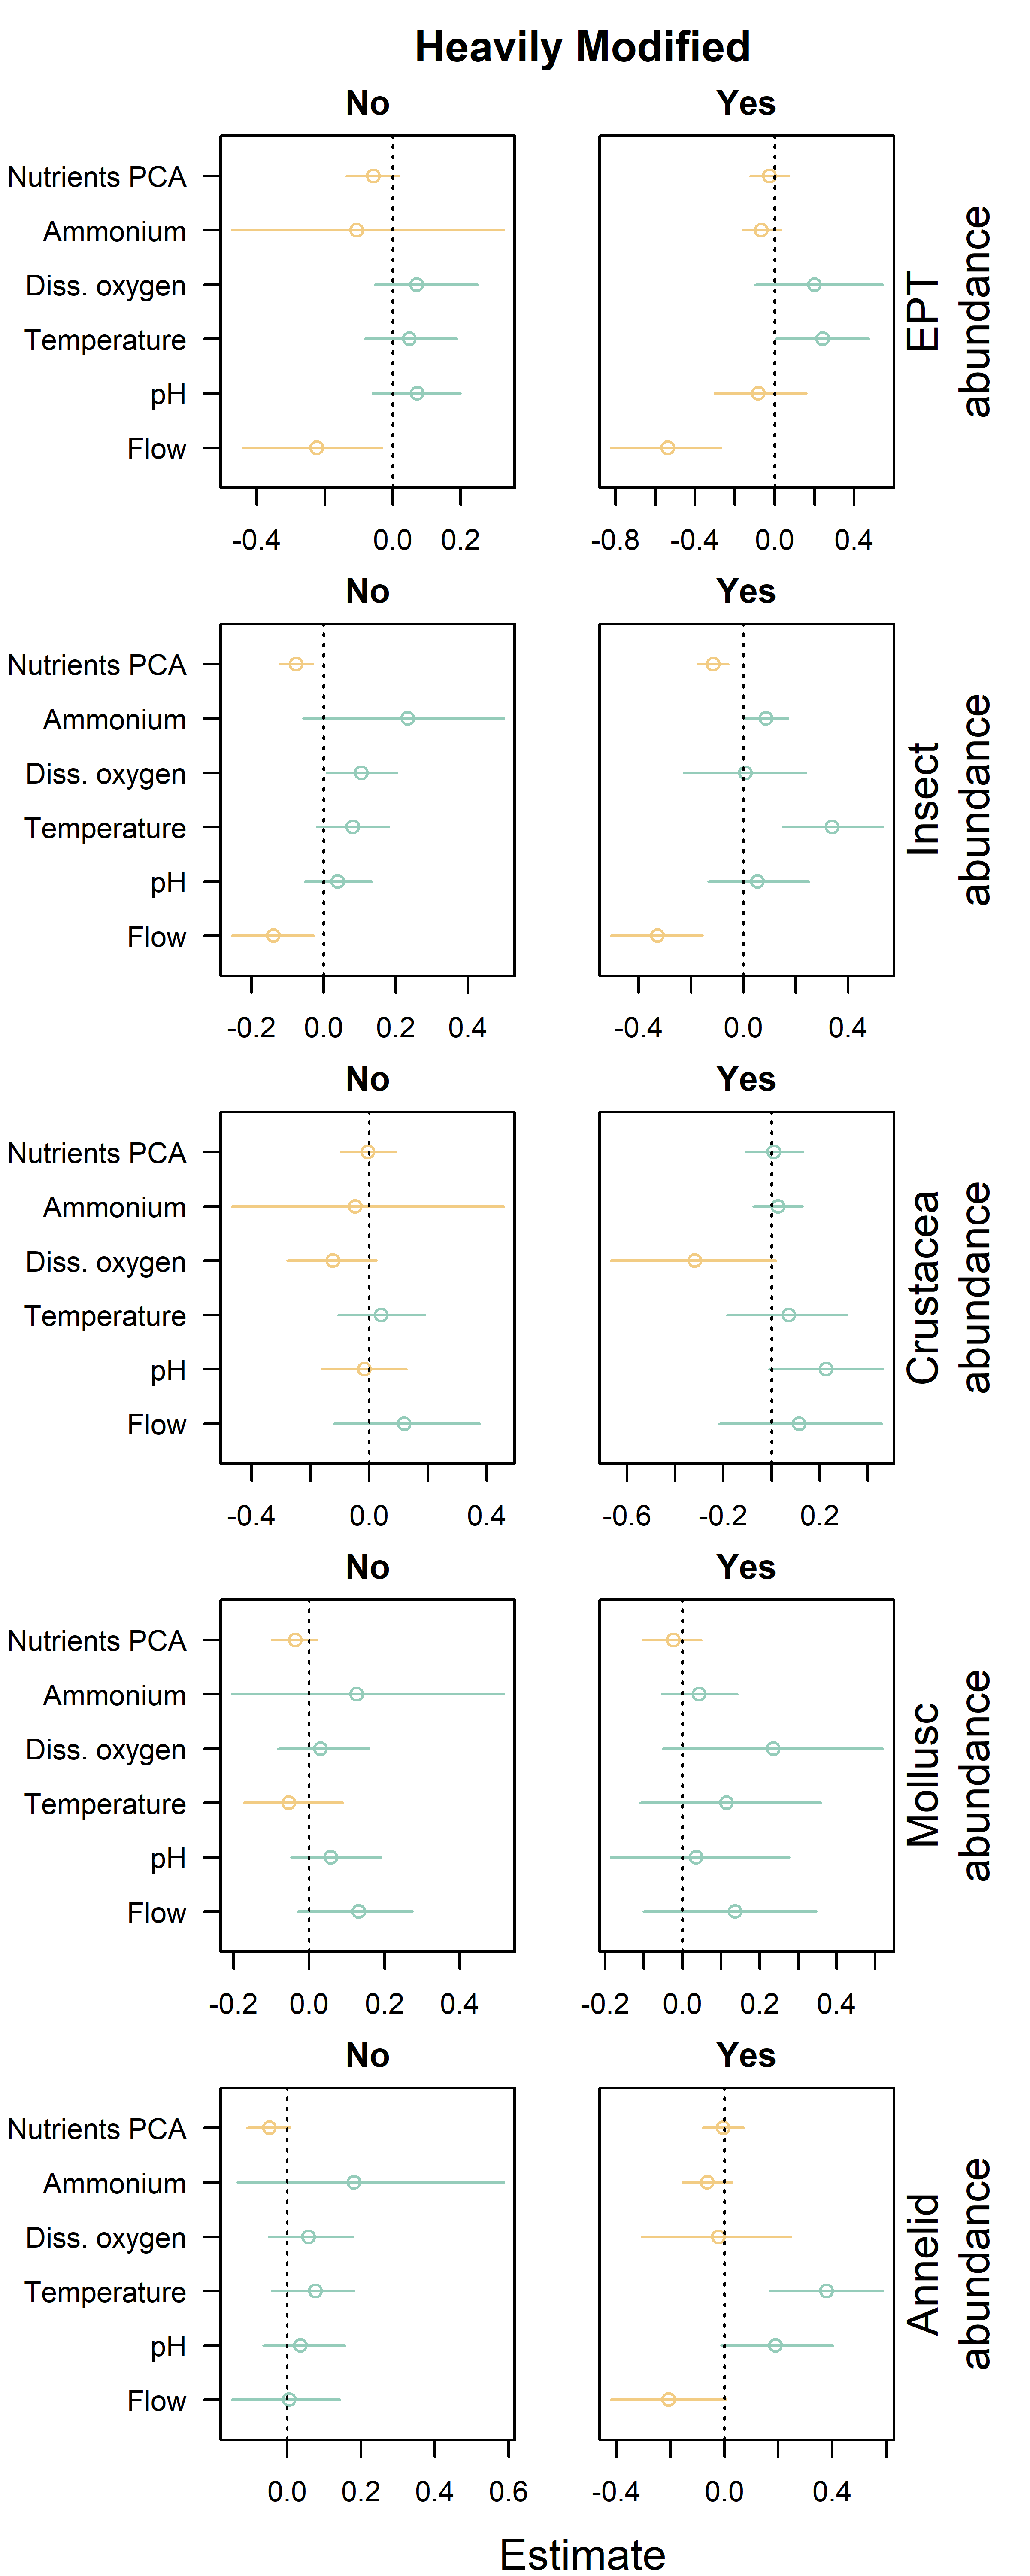 Heavily Modified
No Yes
Nutrients PCA
Ammonium
Diss. oxygen
Temperature
pH
Flow
-0.4 0.0 0.2
-0.8 -0.4 0.0 0.4
EPT
abundance
No Yes
Nutrients PCA
Ammonium
Diss. oxygen
Temperature
pH
Flow
-0.2 0.0 0.2 0.4
-0.4 0.0 0.4
Insect
abundance
No Yes
Nutrients PCA
Ammonium
Diss. oxygen
Temperature
pH
Flow
-0.4 0.0 0.4
-0.6 -0.2 0.2
Crustacea
abundance
No Yes
Nutrients PCA
Ammonium
Diss. oxygen
Temperature
pH
Flow
-0.2 0.0 0.2 0.4
-0.2 0.0 0.2 0.4
Mollusc
abundance
No Yes
Nutrients PCA
Ammonium
Diss. oxygen
Temperature
pH
Flow
0.0 0.2 0.4 0.6
-0.4 0.0 0.4
Annelid
abundance
Estimate